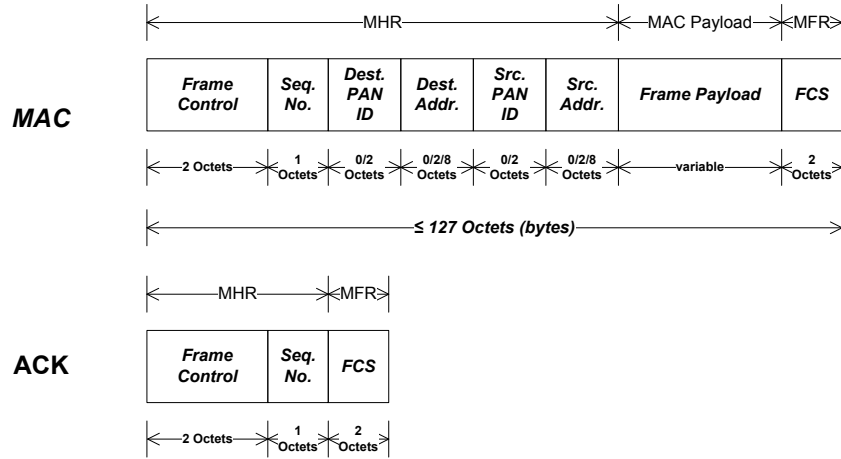 MHR MAC Payload MFR
MAC
Frame Control
Seq. No.
Dest. PAN ID
Dest. Addr.
Src. PAN ID
Src. Addr.
Frame Payload
FCS
2 Octets
1 Octets
0/2 Octets
0/2/8 Octets
0/2 Octets
0/2/8 Octets
variable
2 Octets
≤ 127 Octets (bytes)
MHR MFR
ACK
Frame Control
Seq. No.
FCS
2 Octets
1 Octets
2 Octets